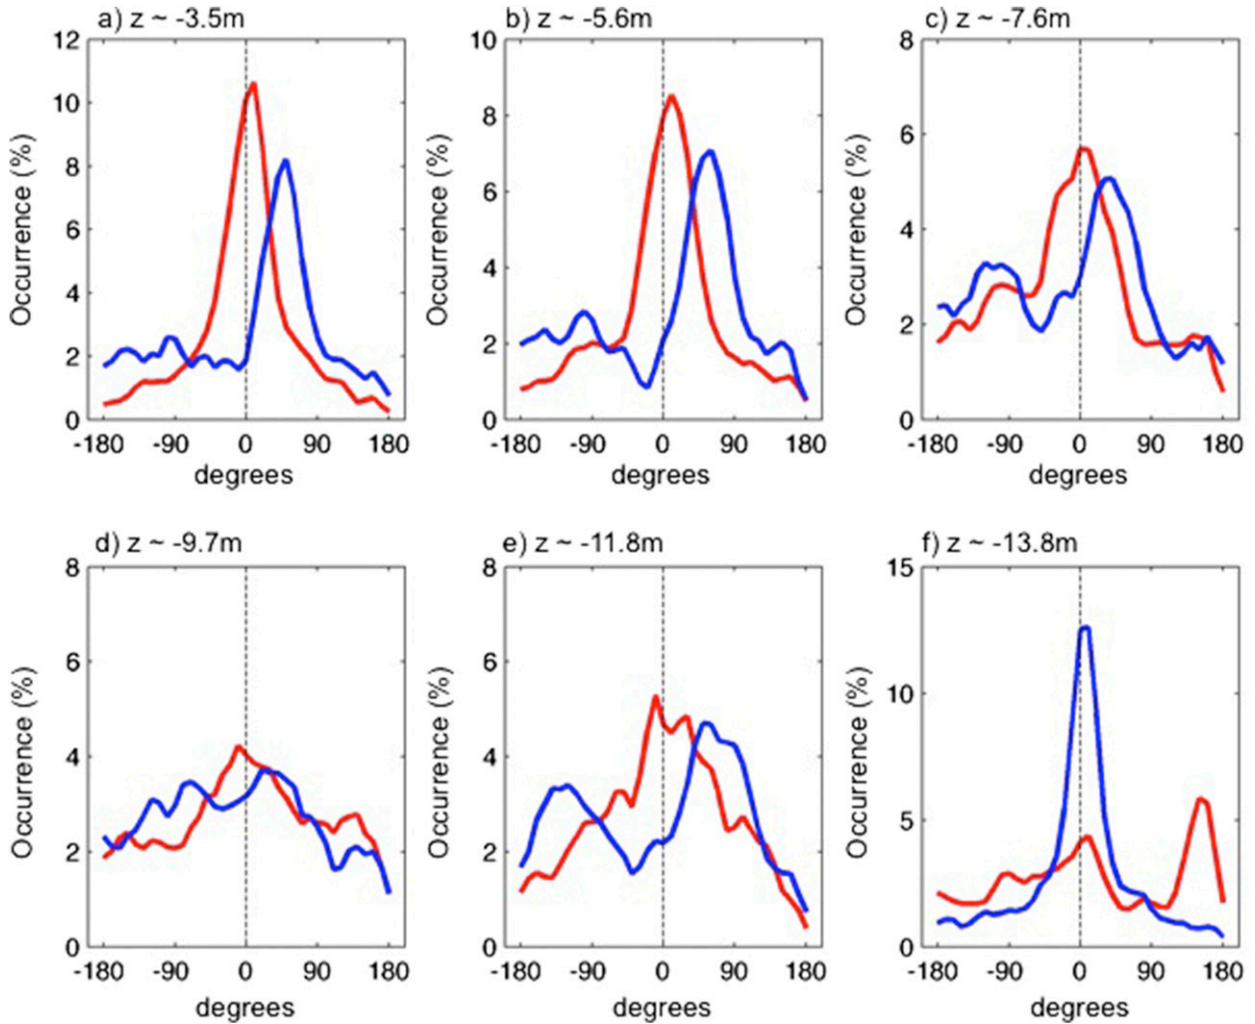 a) z ~ -3.5m
12
10
8
6
4
2
0
Occurrence (%)
-180 -90 0 90 180
degrees
b) z ~ -5.6m
10
8
6
4
2
0
Occurrence (%)
-180 -90 0 90 180
degrees
c) z ~ -7.6m
8
6
4
2
0
Occurrence (%)
-180 -90 0 90 180
degrees
d) z ~ -9.7m
8
6
4
2
0
Occurrence (%)
-180 -90 0 90 180
degrees
e) z ~ -11.8m
8
6
4
2
0
Occurrence (%)
-180 -90 0 90 180
degrees
f) z ~ -13.8m
15
10
5
0
Occurrence (%)
-180 -90 0 90 180
degrees